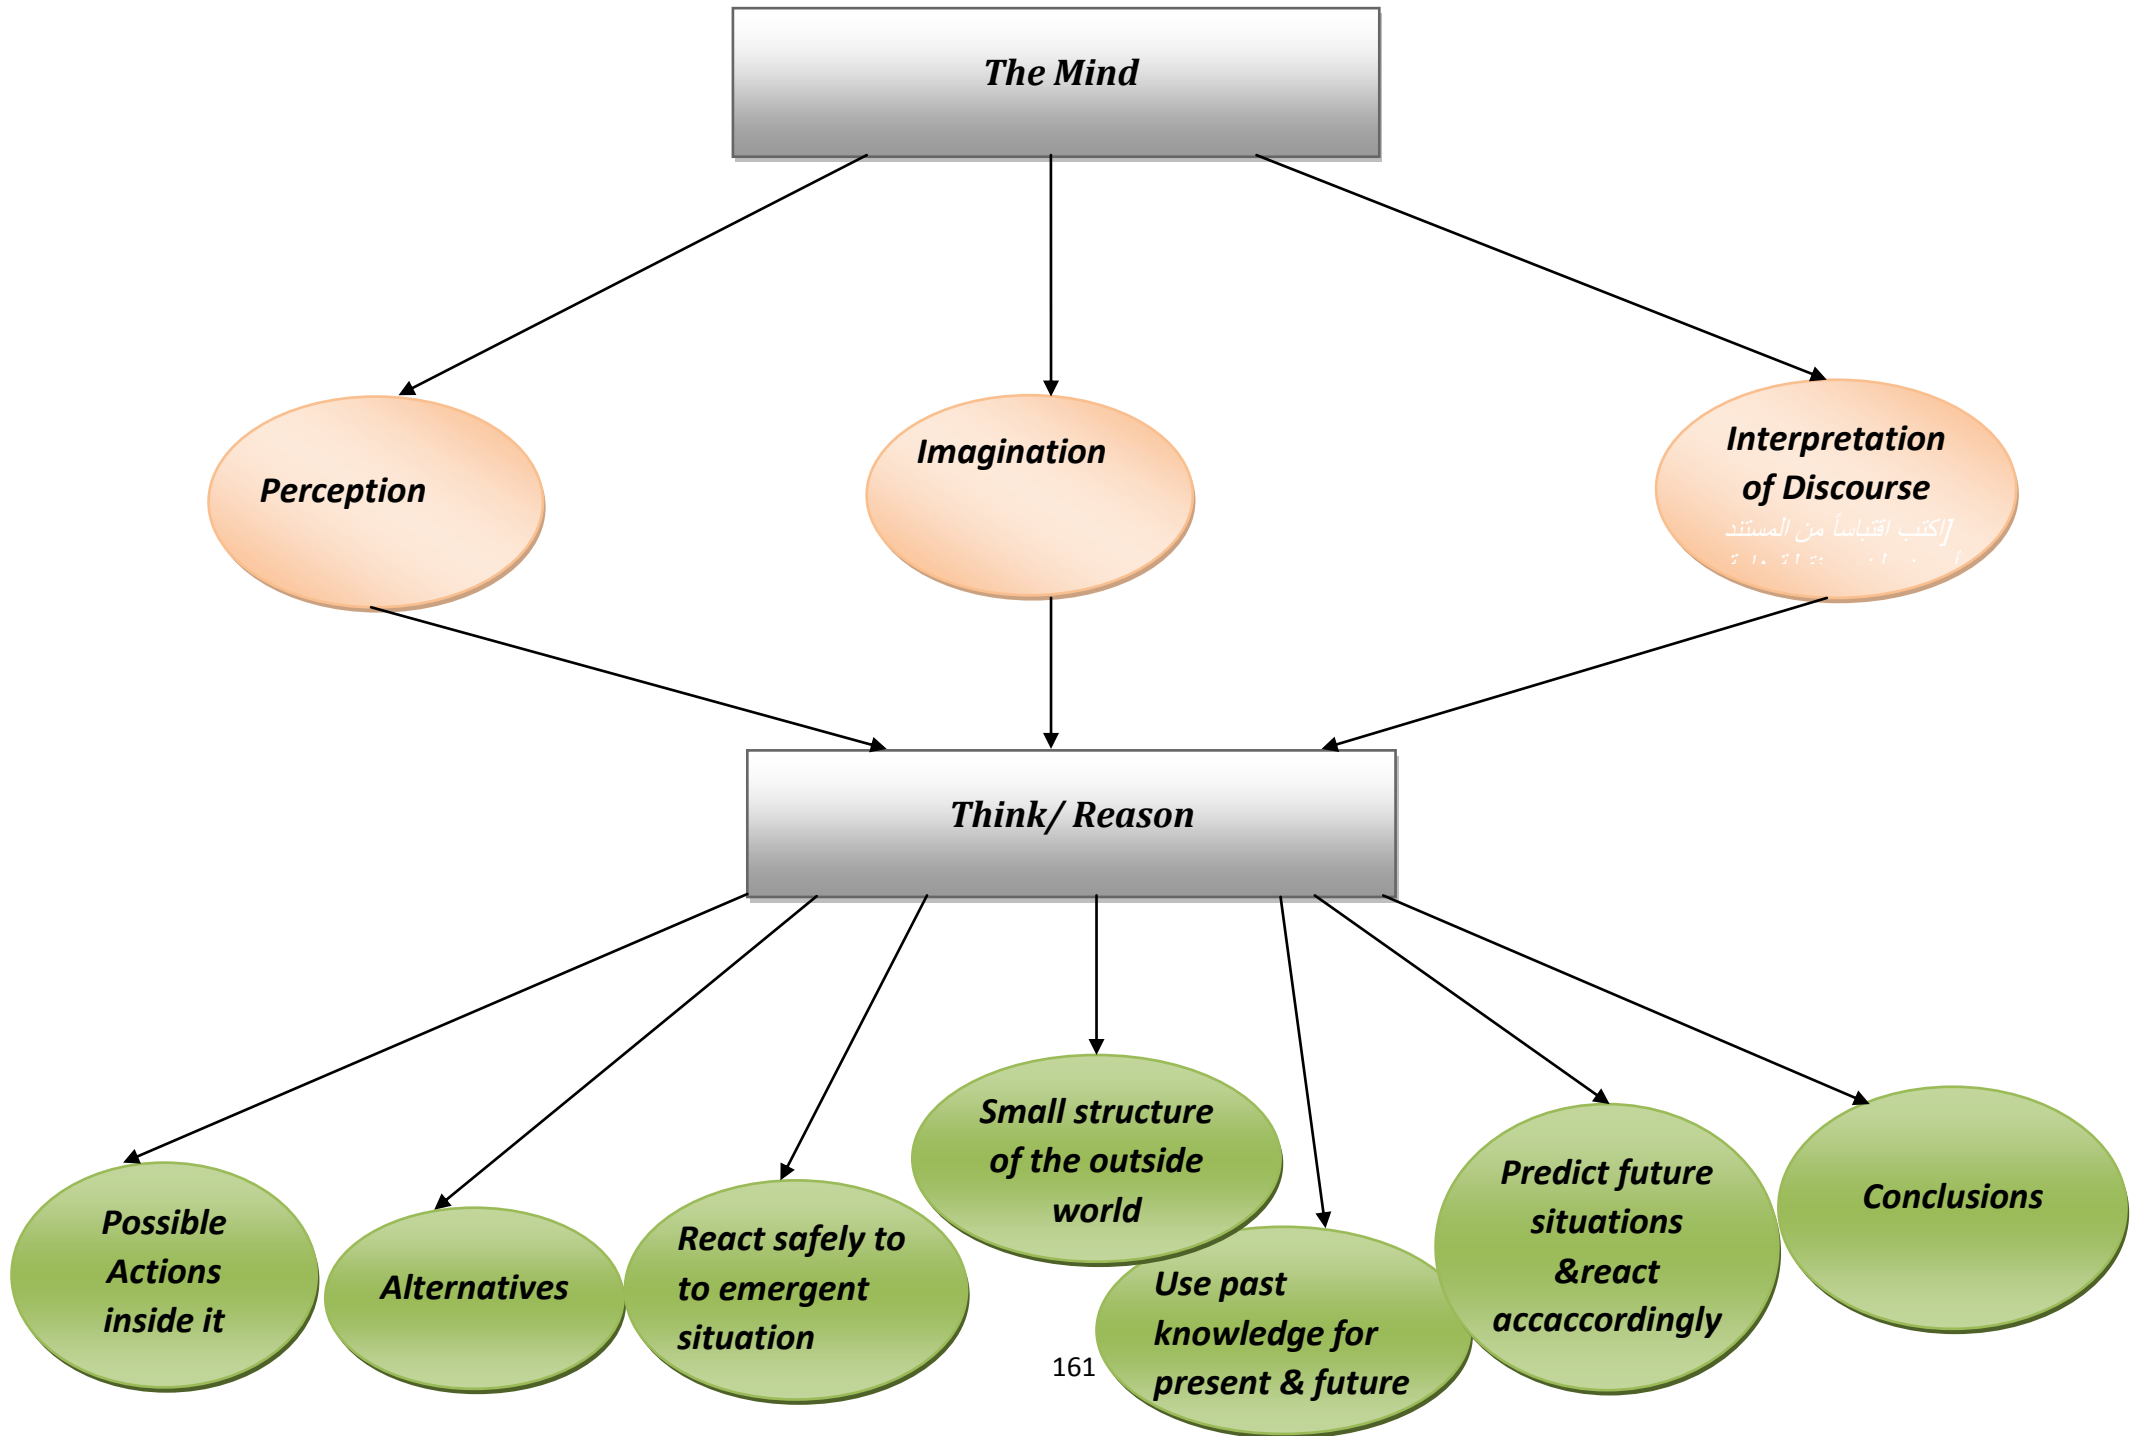 The Mind
Perception
Imagination
Interpretation
of Discourse
[اكتب اقتباساً من المستند
Think/ Reason
Possible
Actions
inside it
Alternatives
React safely to
to emergent
situation
Small structure
of the outside
world
Use past
knowledge for
present & future
Predict future
situations
&react
accaccordingly
Conclusions
161